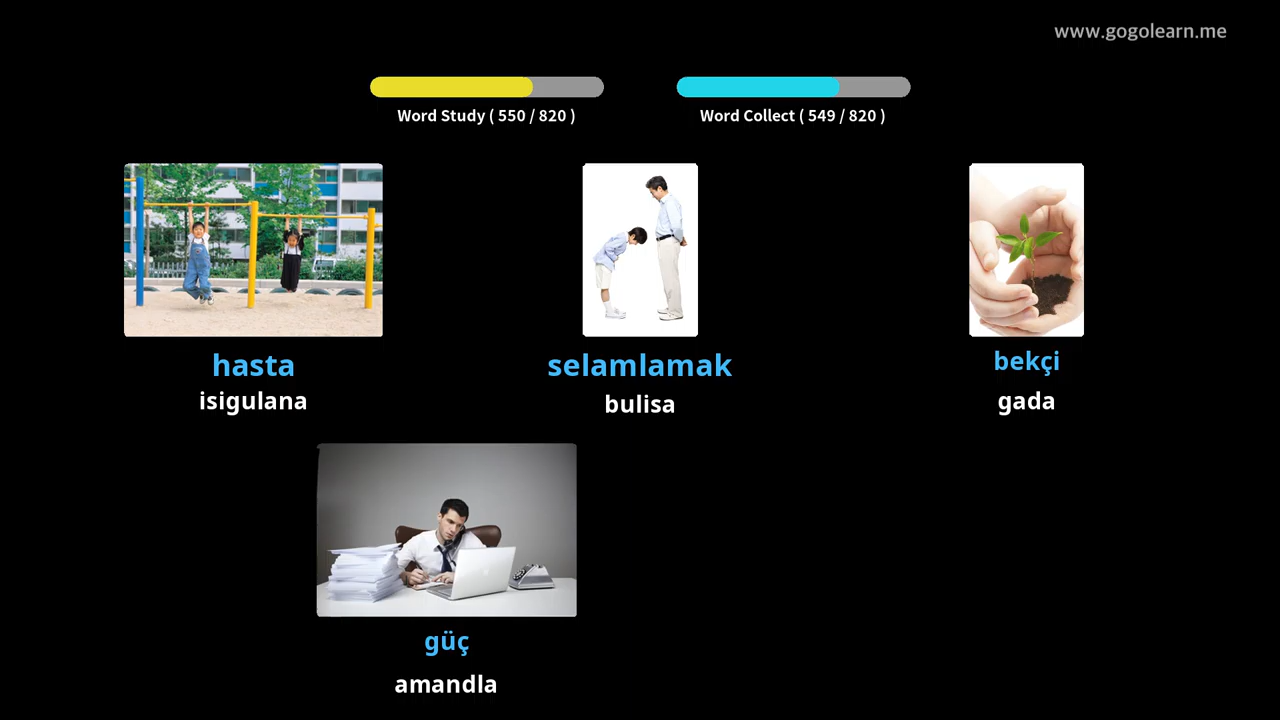 www.gogolearn.me
Word Study ( 550 / 820 )
Word Collect ( 549 / 820 )
hasta
isigulana
selamlamak
bulisa
bekçi
gada
güç
amandla